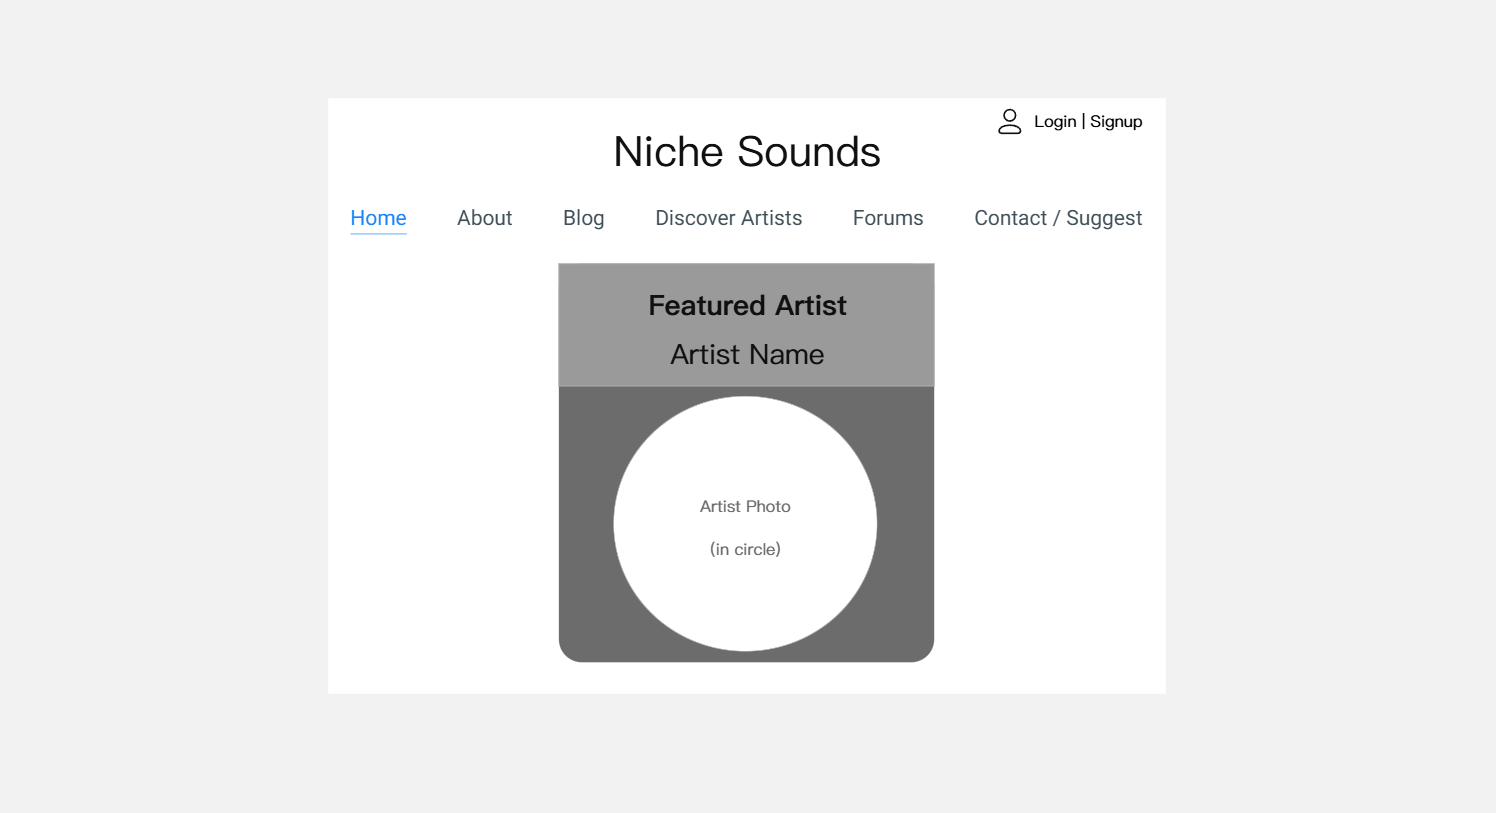 Login | Signup
Niche Sounds
Home About Blog Discover Artists Forums Contact / Suggest
Featured Artist
Artist Name
Artist Photo
(in circle)